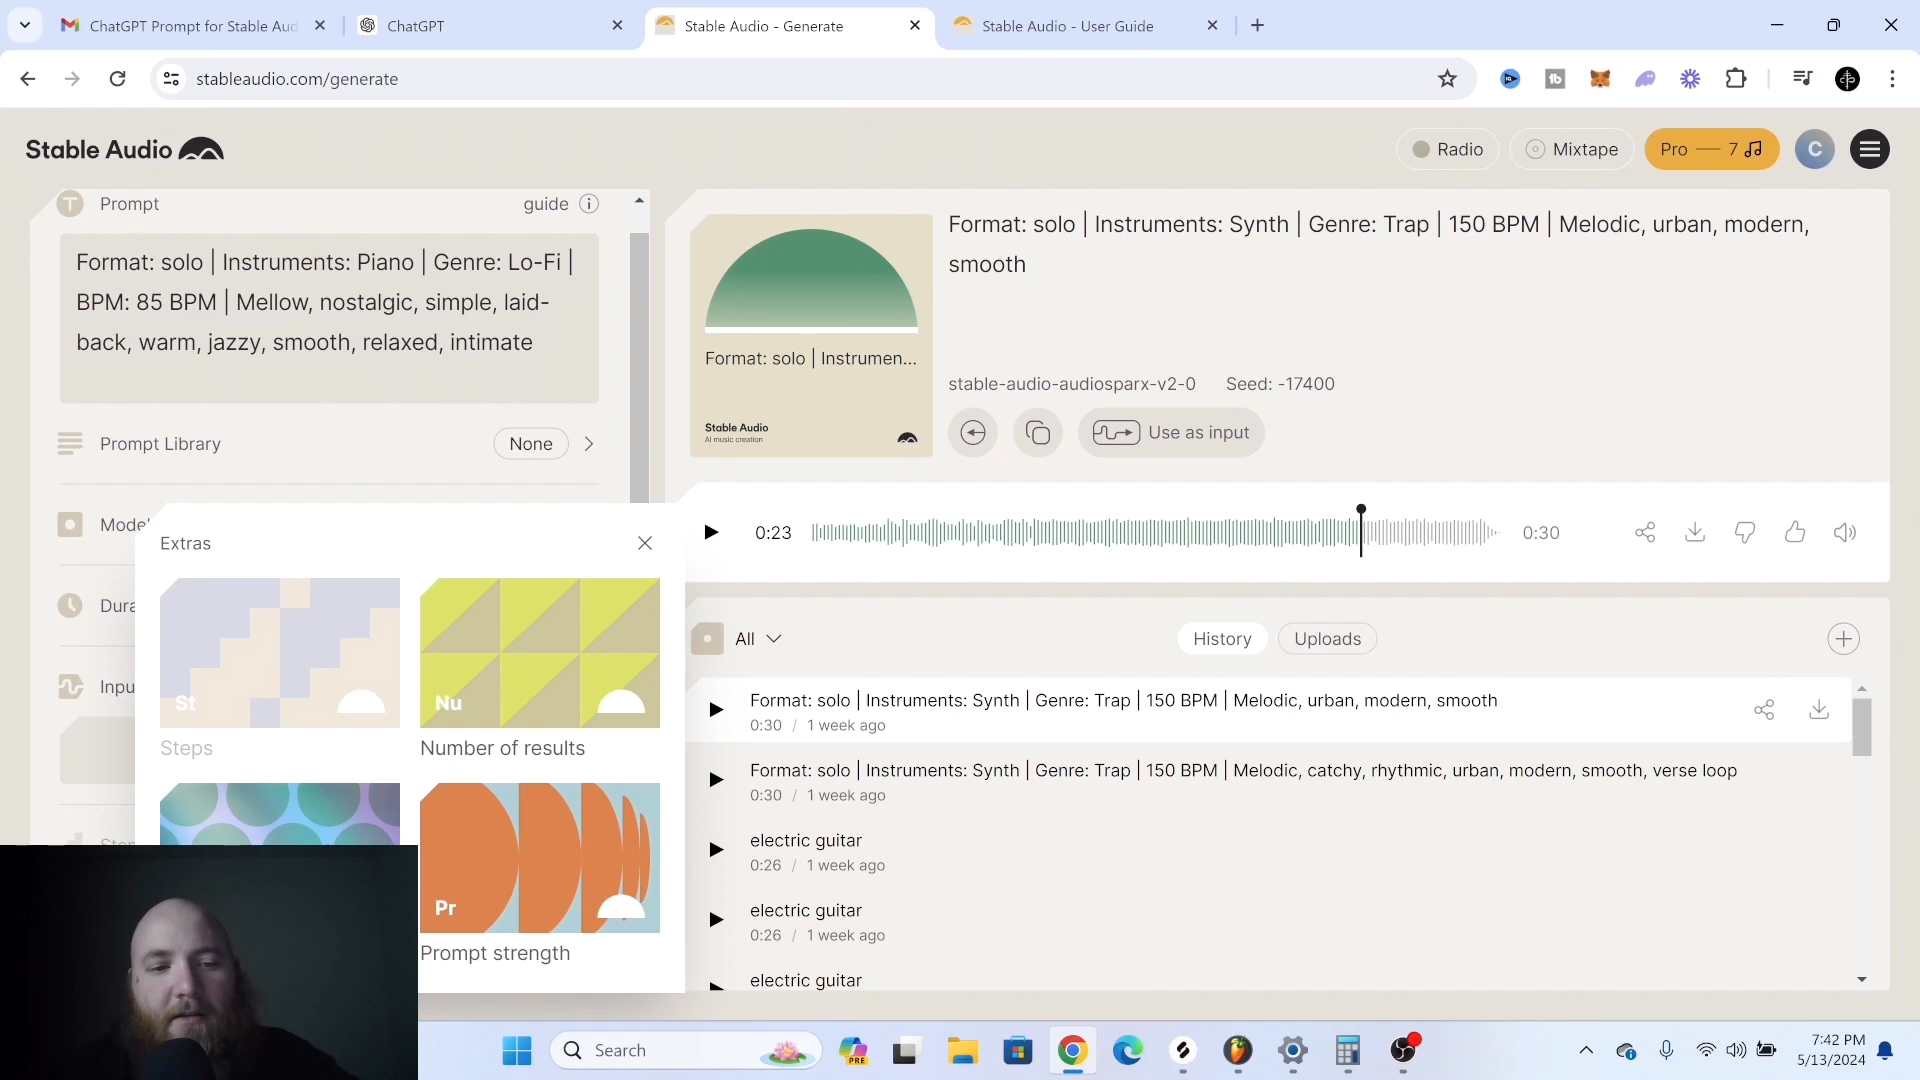 ChatGPT Prompt for Stable Aud
ChatGPT
Stable Audio - Generate
Stable Audio - User Guide
stableaudio.com/generate
Stable Audio
Radio
Mixtape
Pro — 7
C
T Prompt
guide
Format: solo | Instruments: Piano | Genre: Lo-Fi |
BPM: 85 BPM | Mellow, nostalgic, simple, laid-
back, warm, jazzy, smooth, relaxed, intimate
Prompt Library
None
Extras
St
Steps
Nu
Number of results
Pr
Prompt strength
Format: solo | Instrumen...
Stable Audio
AI music creation
Format: solo | Instruments: Synth | Genre: Trap | 150 BPM | Melodic, urban, modern,
smooth
stable-audio-audiosparx-v2-0 Seed: -17400
Use as input
0:23
0:30
All
History
Uploads
Format: solo | Instruments: Synth | Genre: Trap | 150 BPM | Melodic, urban, modern, smooth
0:30 / 1 week ago
Format: solo | Instruments: Synth | Genre: Trap | 150 BPM | Melodic, catchy, rhythmic, urban, modern, smooth, verse loop
0:30 / 1 week ago
electric guitar
0:26 / 1 week ago
electric guitar
0:26 / 1 week ago
electric guitar
Search
PRE
7:42 PM
5/13/2024